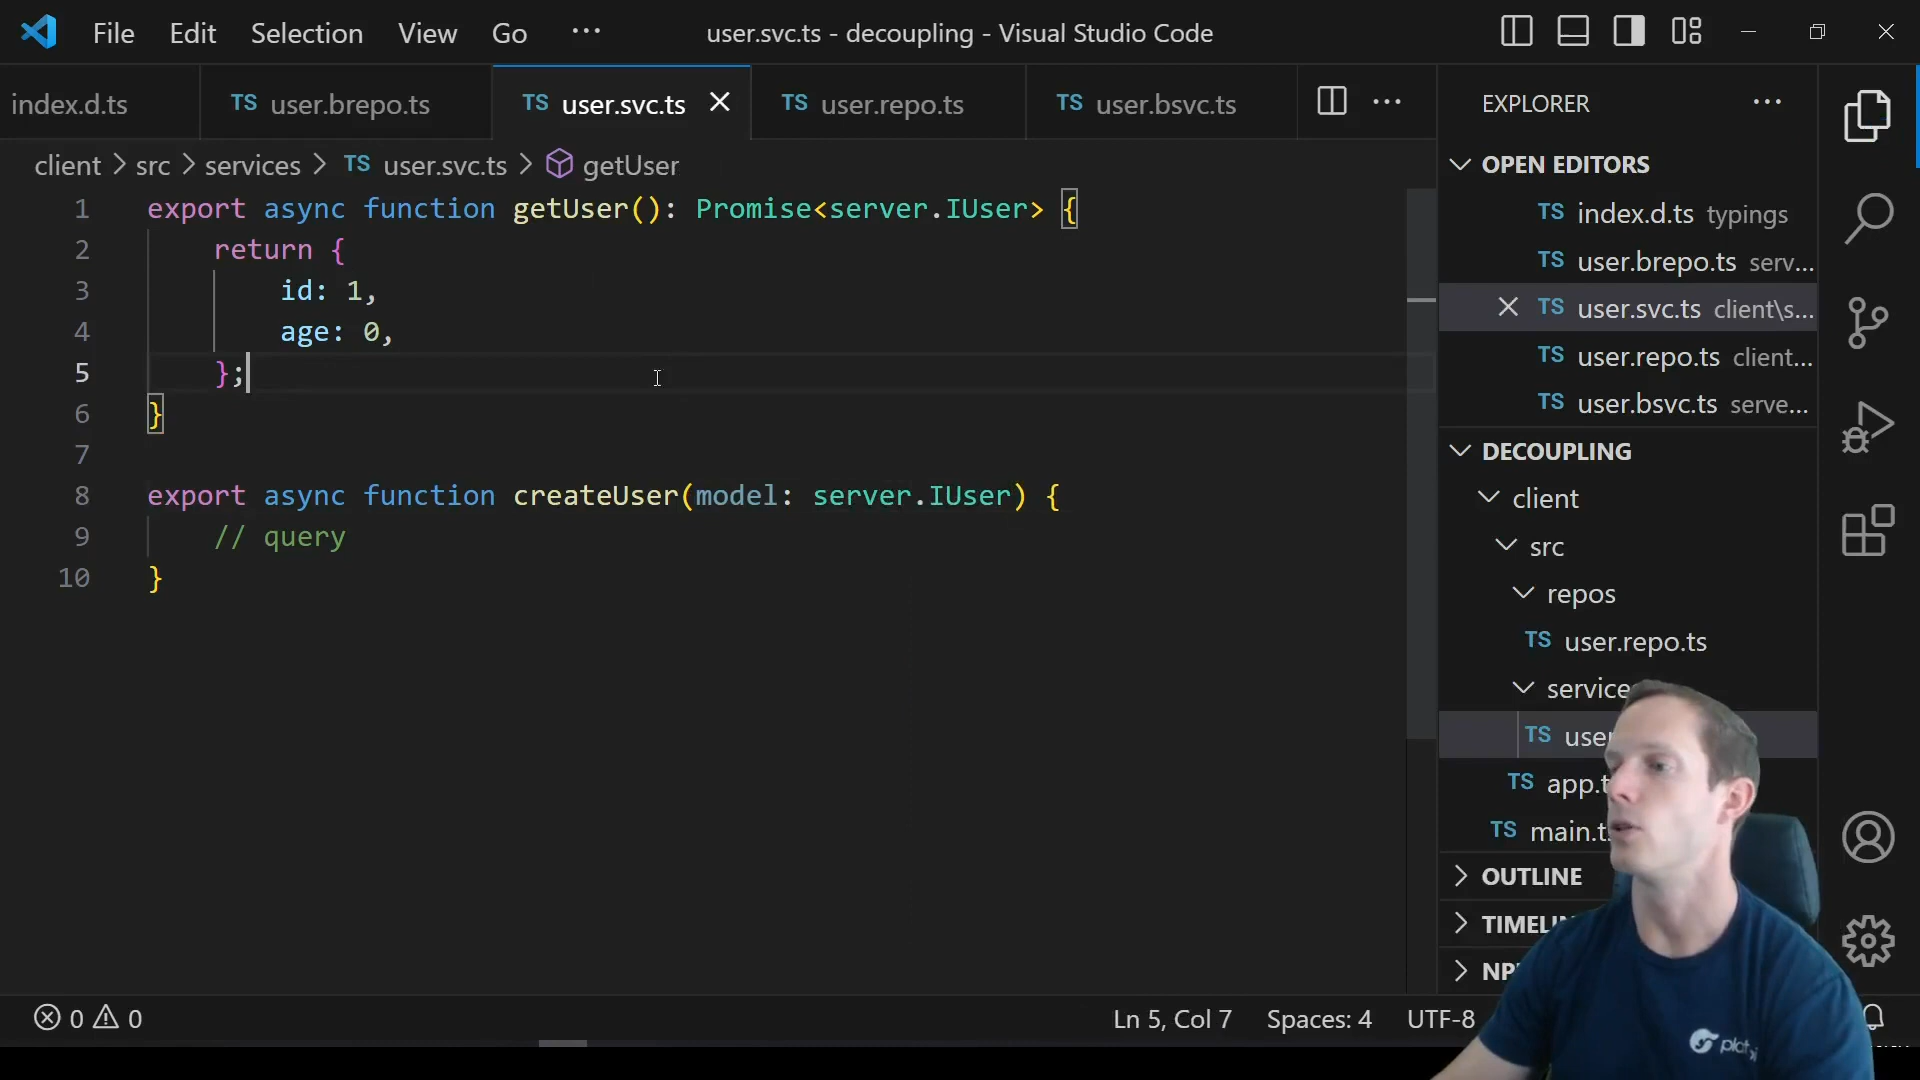 File Edit Selection View Go ··· user.svc.ts - decoupling - Visual Studio Code
index.d.ts TS user.brepo.ts TS user.svc.ts TS user.repo.ts TS user.bsvc.ts
client > src > services > TS user.svc.ts > getUser
1 export async function getUser(): Promise<server.IUser> {
2 return {
3 id: 1,
4 age: 0,
5 };
6 }
7
8 export async function createUser(model: server.IUser) {
9 // query
10 }
EXPLORER ···
OPEN EDITORS
TS index.d.ts typings
TS user.brepo.ts serv...
TS user.svc.ts client\s...
TS user.repo.ts client...
TS user.bsvc.ts serve...
DECOUPLING
client
src
repos
TS user.repo.ts
service
TS use
TS app.t
TS main.t
OUTLINE
TIMELIN
NP
0 0 Ln 5, Col 7 Spaces: 4 UTF-8